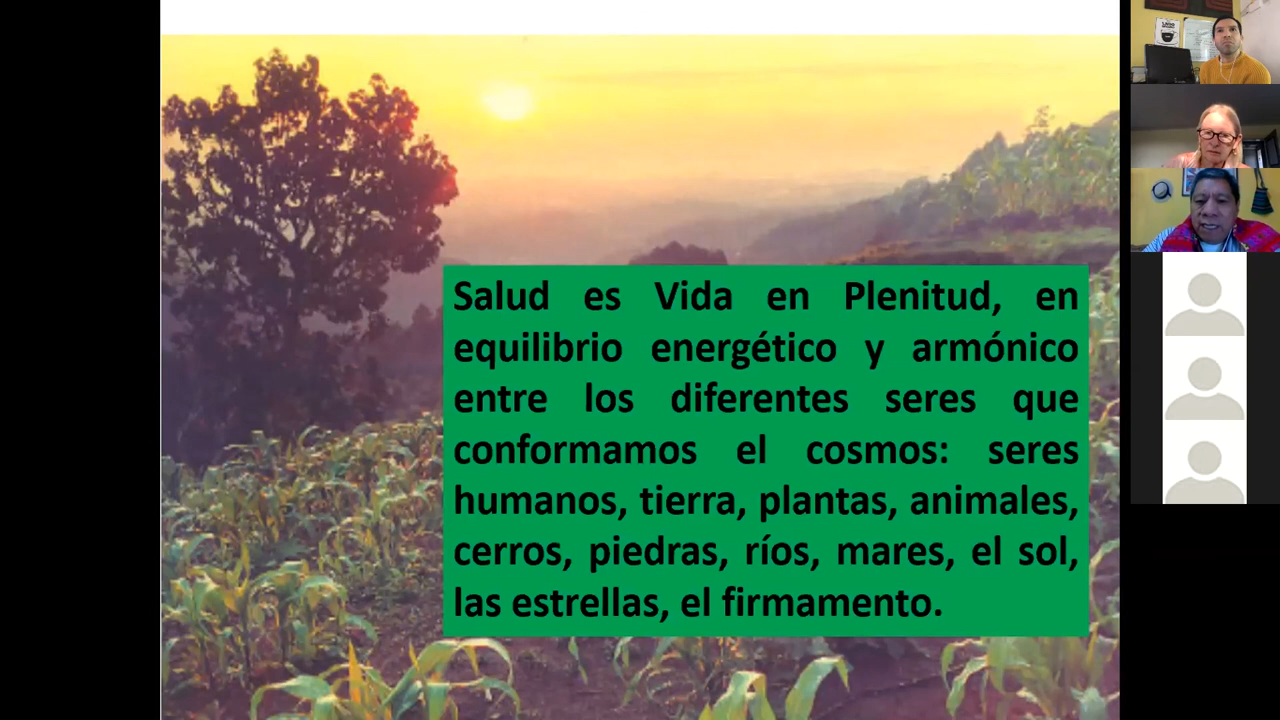 Salud es Vida en Plenitud, en
equilibrio energético y armónico
entre los diferentes seres que
conformamos el cosmos: seres
humanos, tierra, plantas, animales,
cerros, piedras, ríos, mares, el sol,
las estrellas, el firmamento.